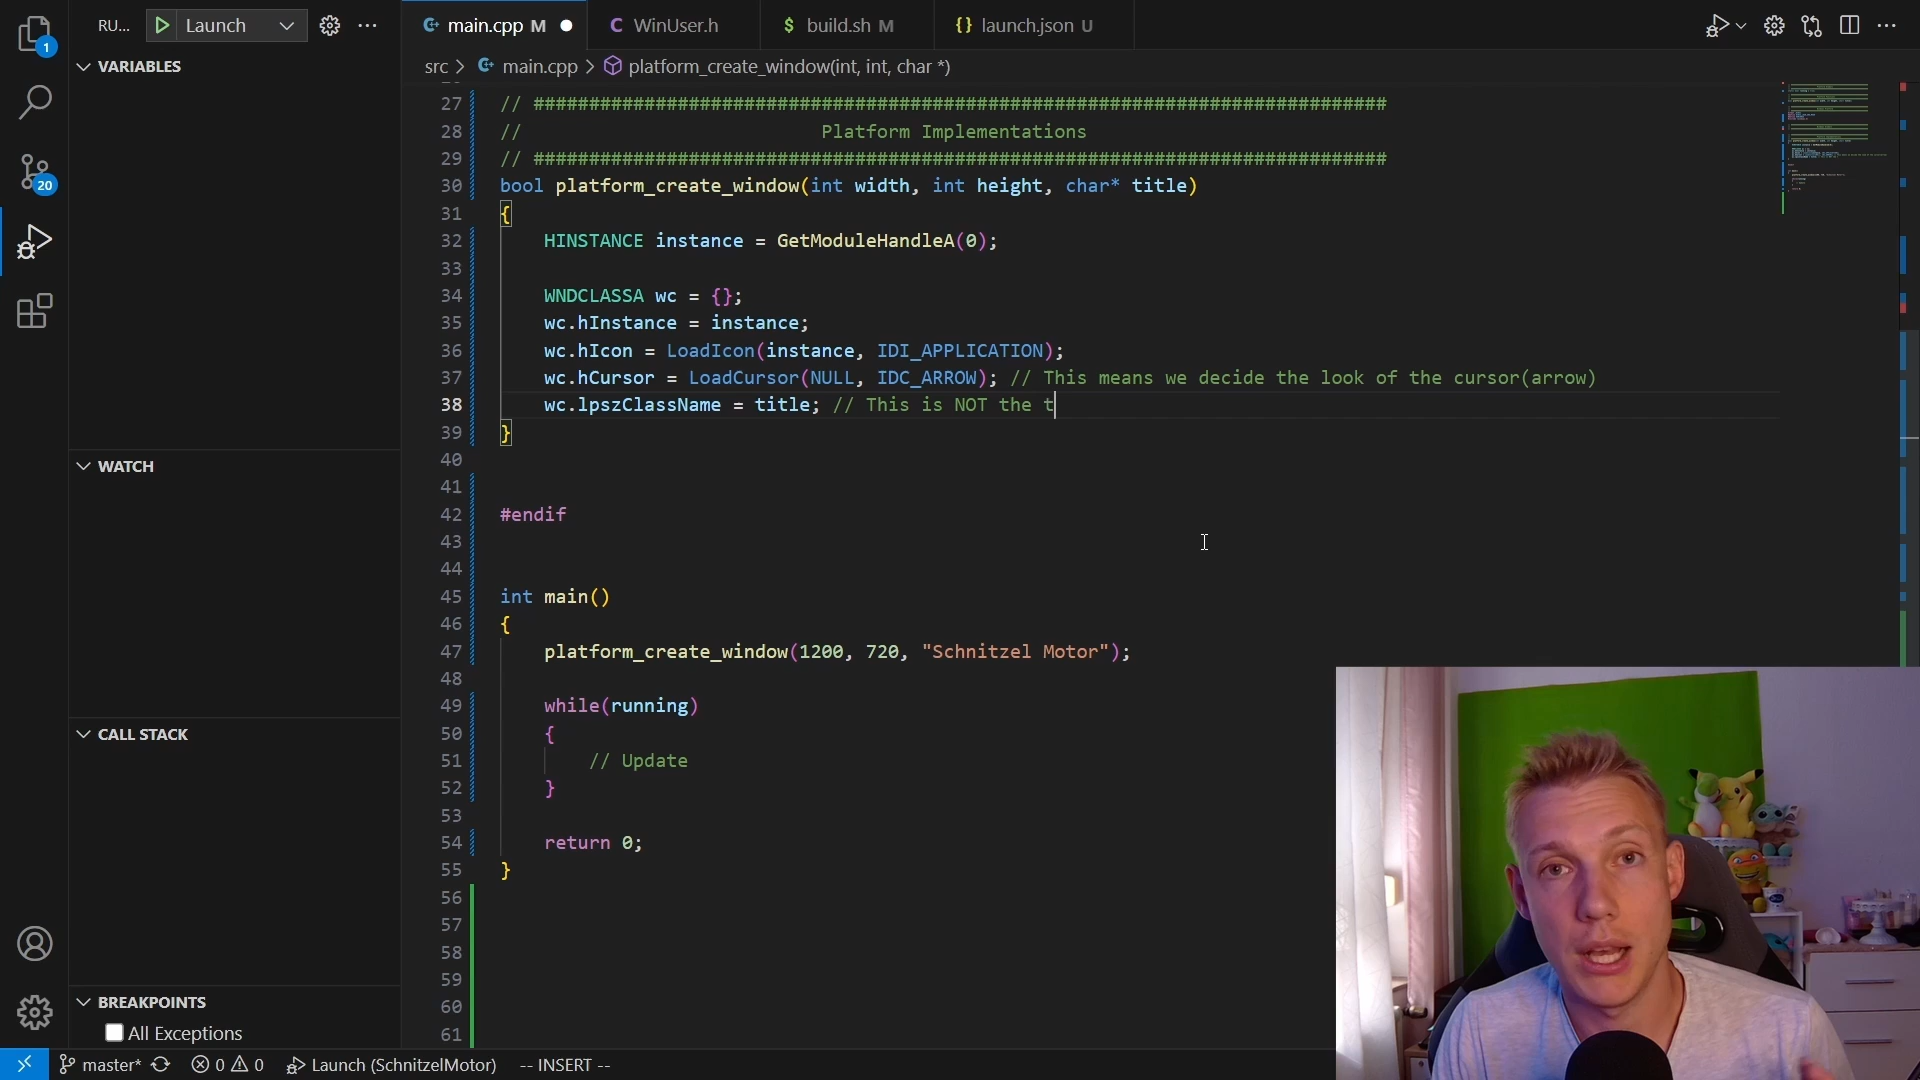 RU...
Launch
main.cpp M
WinUser.h
build.sh M
launch.json U
src > main.cpp > platform_create_window(int, int, char *)
1
20
VARIABLES
WATCH
CALL STACK
BREAKPOINTS
All Exceptions
27 // #############################################################################
28 // Platform Implementations
29 // #############################################################################
30 bool platform_create_window(int width, int height, char* title)
31 {
32 HINSTANCE instance = GetModuleHandleA(0);
33
34 WNDCLASSA wc = {};
35 wc.hInstance = instance;
36 wc.hIcon = LoadIcon(instance, IDI_APPLICATION);
37 wc.hCursor = LoadCursor(NULL, IDC_ARROW); // This means we decide the look of the cursor(arrow)
38 wc.lpszClassName = title; // This is NOT the t
39 }
40
41
42 #endif
43
44
45 int main()
46 {
47 platform_create_window(1200, 720, "Schnitzel Motor");
48
49 while(running)
50 {
51 // Update
52 }
53
54 return 0;
55 }
56
57
58
59
60
61
master* 0 0 Launch (SchnitzelMotor) -- INSERT --